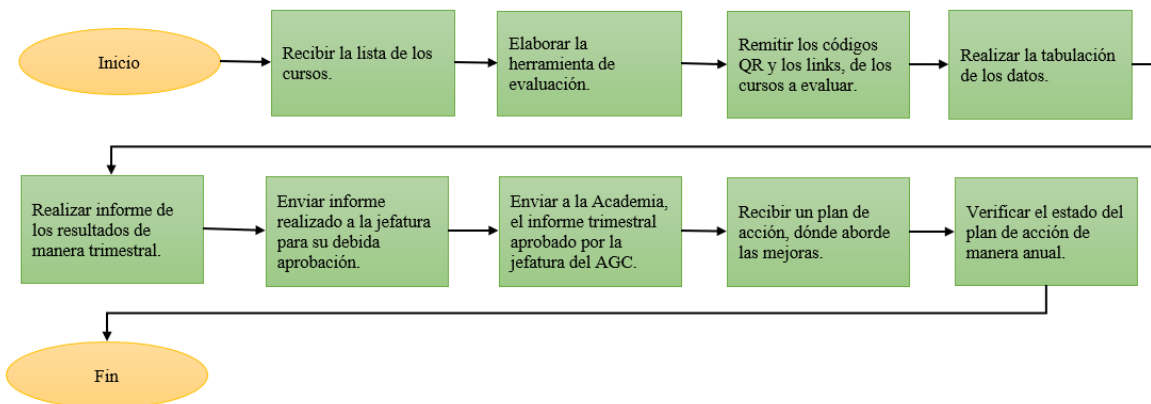 Inicio
Recibir la lista de los
cursos.
Elaborar la
herramienta de
evaluación.
Remitir los códigos
QR y los links, de los
cursos a evaluar.
Realizar la tabulación
de los datos.
Realizar informe de
los resultados de
manera trimestral.
Enviar informe
realizado a la jefatura
para su debida
aprobación.
Enviar a la Academia,
el informe trimestral
aprobado por la
jefatura del AGC.
Recibir un plan de
acción, dónde aborde
las mejoras.
Verificar el estado del
plan de acción de
manera anual.
Fin